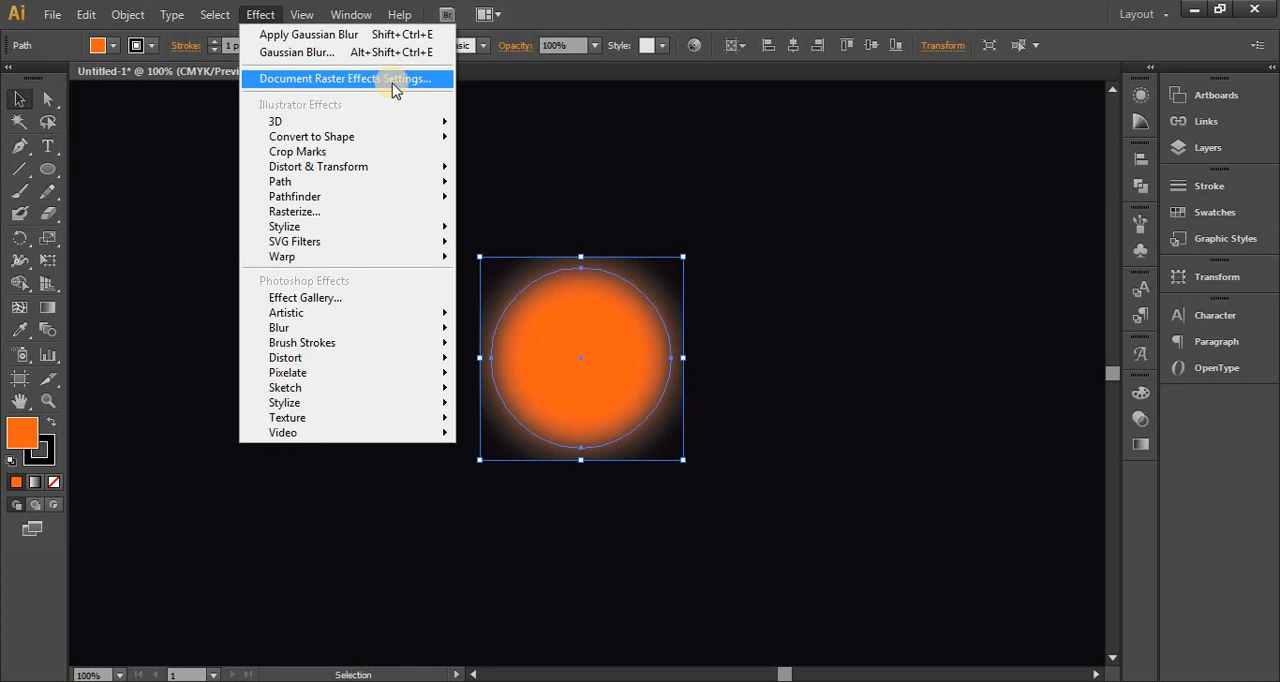 Ai File Edit Object Type Select Effect View Window Help Br Layout
Path Stroke: 1 p Opacity: 100% Style: Transform
Apply Gaussian Blur Shift+Ctrl+E
Gaussian Blur... Alt+Shift+Ctrl+E
Untitled-1* @ 100% (CMYK/Previ
Document Raster Effects Settings...
Illustrator Effects
3D
Convert to Shape
Crop Marks
Distort & Transform
Path
Pathfinder
Rasterize...
Stylize
SVG Filters
Warp
Photoshop Effects
Effect Gallery...
Artistic
Blur
Brush Strokes
Distort
Pixelate
Sketch
Stylize
Texture
Video
Artboards
Links
Layers
Stroke
Swatches
Graphic Styles
Transform
Character
Paragraph
OpenType
100% 1 Selection